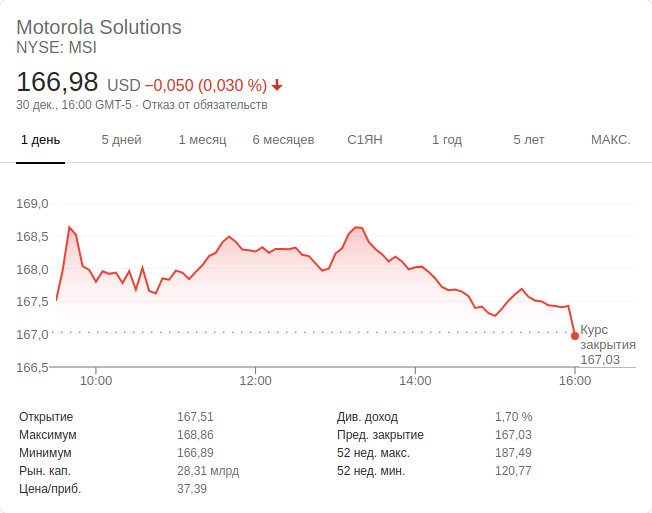 Motorola Solutions
NYSE: MSI
166,98 USD −0,050 (0,030 %)
30 дек., 16:00 GMT-5 · Отказ от обязательств
1 день 5 дней 1 месяц 6 месяцев С1ЯН 1 год 5 лет МАКС.
169,0
168,5
168,0
167,5
167,0
166,5
Курс
закрытия
167,03
10:00 12:00 14:00 16:00
Открытие 167,51 Див. доход 1,70 %
Максимум 168,86 Пред. закрытие 167,03
Минимум 166,89 52 нед. макс. 187,49
Рын. кап. 28,31 млрд 52 нед. мин. 120,77
Цена/приб. 37,39